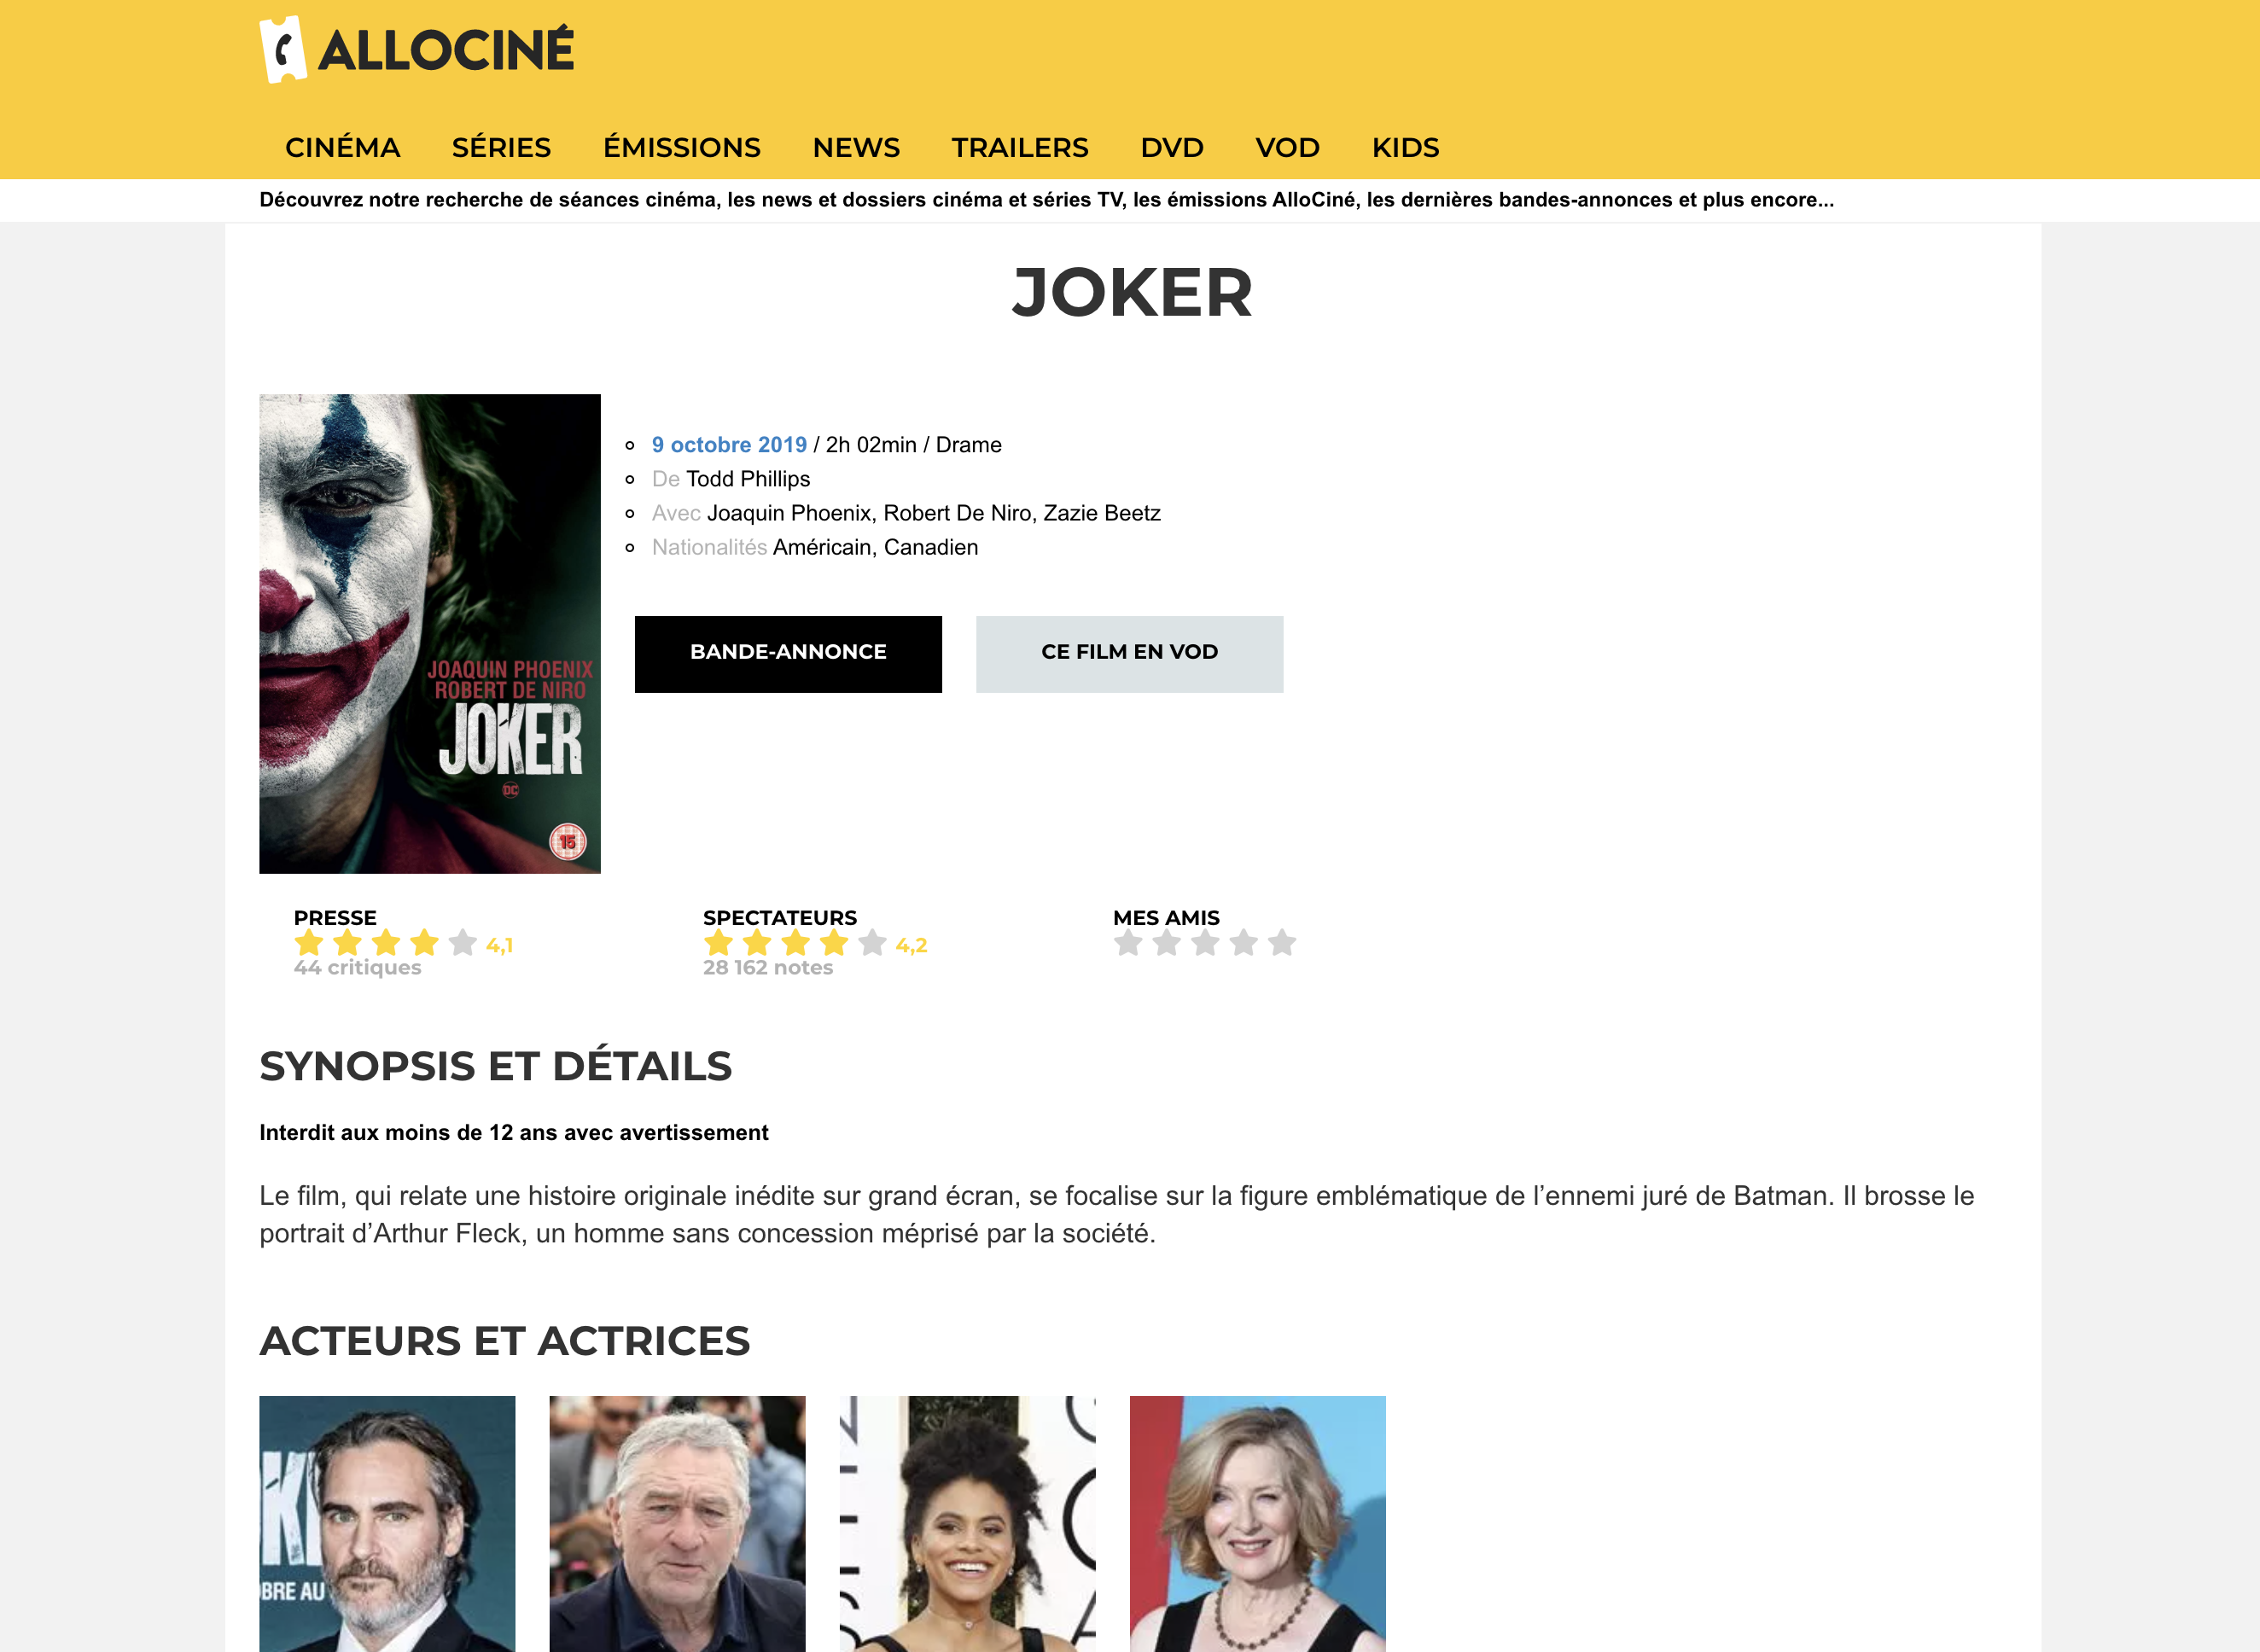 ALLOCINÉ
CINÉMA SÉRIES ÉMISSIONS NEWS TRAILERS DVD VOD KIDS
Découvrez notre recherche de séances cinéma, les news et dossiers cinéma et séries TV, les émissions AlloCiné, les dernières bandes-annonces et plus encore...
JOKER
9 octobre 2019 / 2h 02min / Drame
De Todd Phillips
Avec Joaquin Phoenix, Robert De Niro, Zazie Beetz
Nationalités Américain, Canadien
BANDE-ANNONCE CE FILM EN VOD
JOAQUIN PHOENIX
ROBERT DE NIRO
JOKER
DC
15
PRESSE SPECTATEURS MES AMIS
4,1 4,2
44 critiques 28 162 notes
SYNOPSIS ET DÉTAILS
Interdit aux moins de 12 ans avec avertissement
Le film, qui relate une histoire originale inédite sur grand écran, se focalise sur la figure emblématique de l’ennemi juré de Batman. Il brosse le
portrait d’Arthur Fleck, un homme sans concession méprisé par la société.
ACTEURS ET ACTRICES
BRE AU